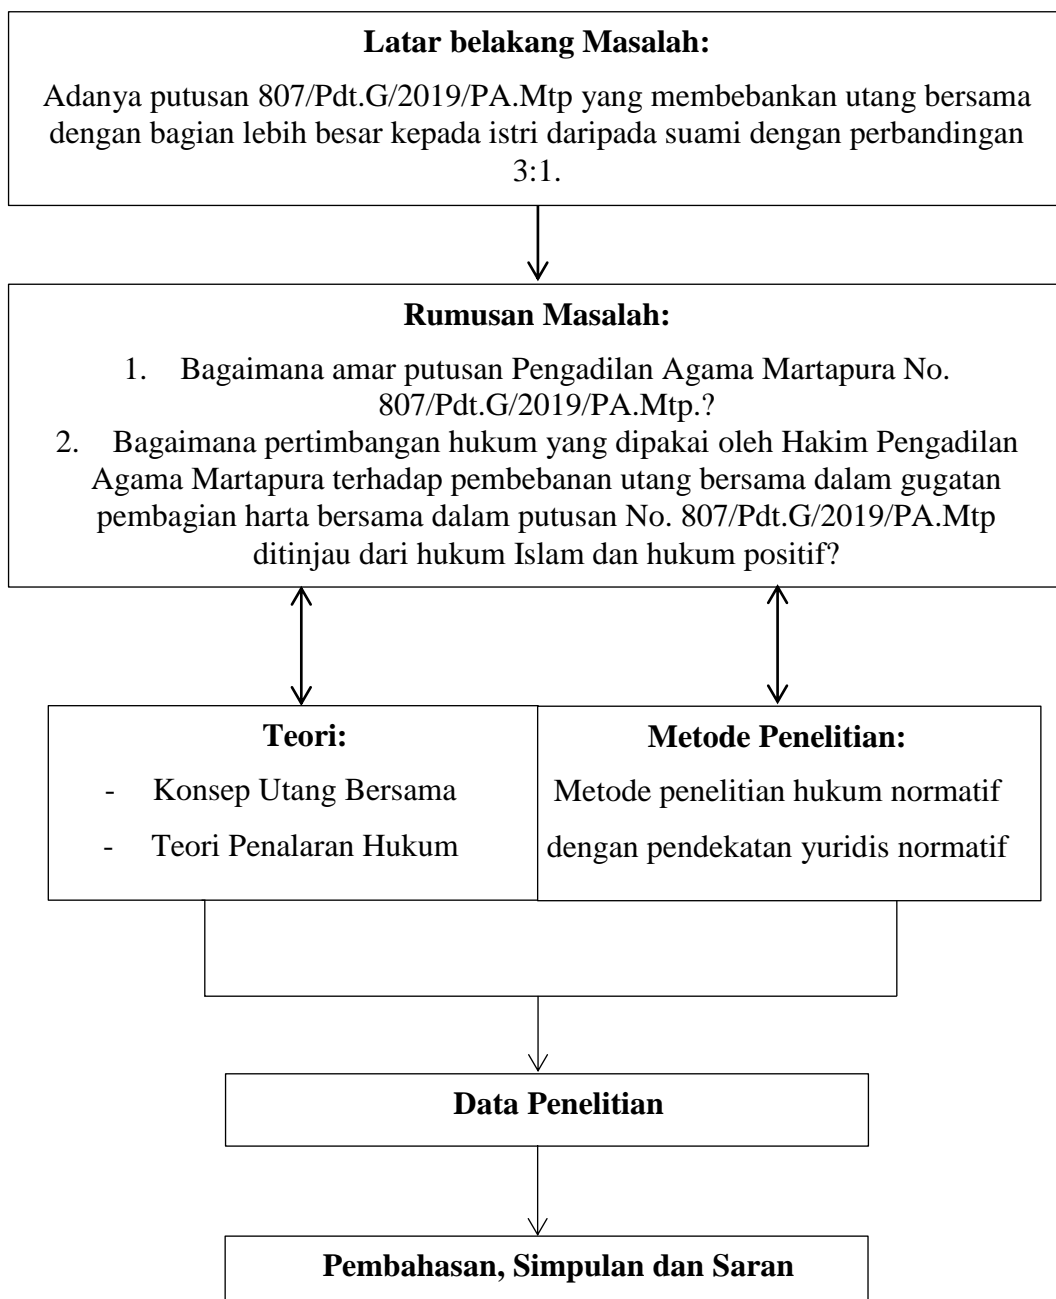 Latar belakang Masalah:
Adanya putusan 807/Pdt.G/2019/PA.Mtp yang membebankan utang bersama
dengan bagian lebih besar kepada istri daripada suami dengan perbandingan
3:1.
Rumusan Masalah:
1. Bagaimana amar putusan Pengadilan Agama Martapura No.
807/Pdt.G/2019/PA.Mtp.?
2. Bagaimana pertimbangan hukum yang dipakai oleh Hakim Pengadilan
Agama Martapura terhadap pembebanan utang bersama dalam gugatan
pembagian harta bersama dalam putusan No. 807/Pdt.G/2019/PA.Mtp
ditinjau dari hukum Islam dan hukum positif?
Teori:
- Konsep Utang Bersama
- Teori Penalaran Hukum
Metode Penelitian:
Metode penelitian hukum normatif
dengan pendekatan yuridis normatif
Data Penelitian
Pembahasan, Simpulan dan Saran